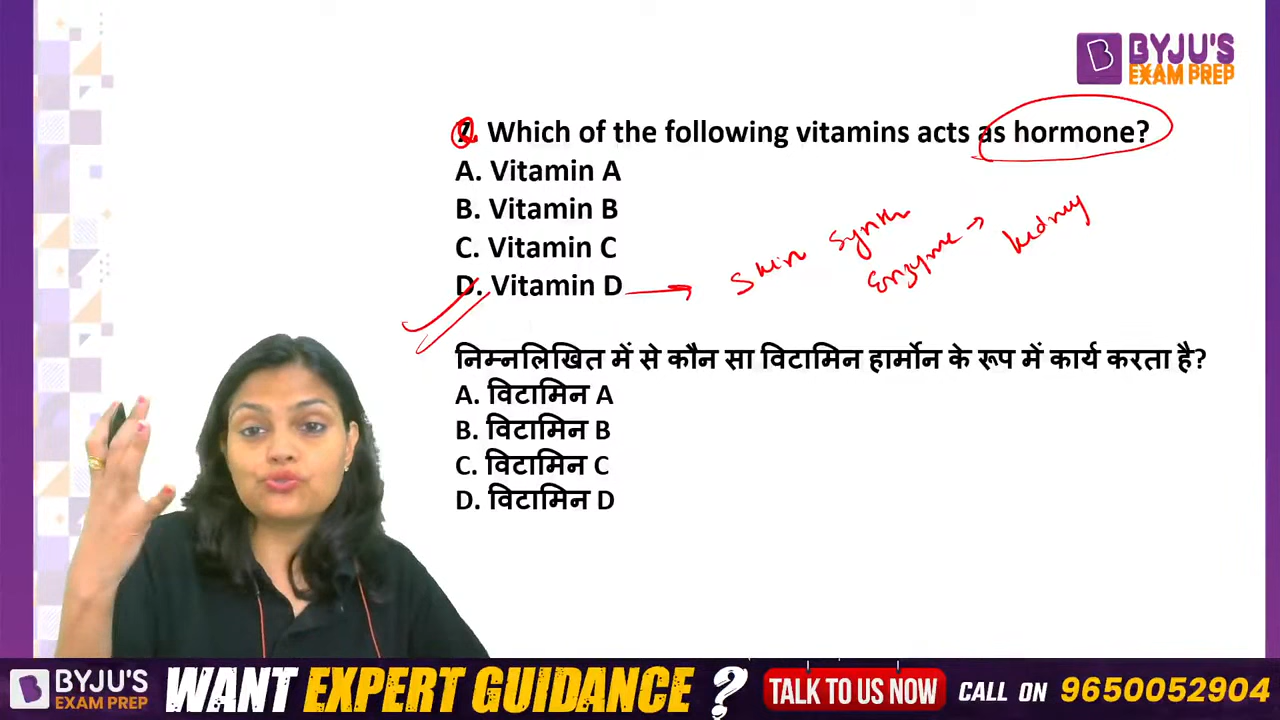 BYJU'S
EXAM PREP
7. Which of the following vitamins acts as hormone?
A. Vitamin A
B. Vitamin B
C. Vitamin C
D. Vitamin D
Skin Synth
Enzyme → kidney
निम्नलिखित में से कौन सा विटामिन हार्मोन के रूप में कार्य करता है?
A. विटामिन A
B. विटामिन B
C. विटामिन C
D. विटामिन D
BYJU'S
EXAM PREP
WANT EXPERT GUIDANCE ?
TALK TO US NOW
CALL ON 9650052904